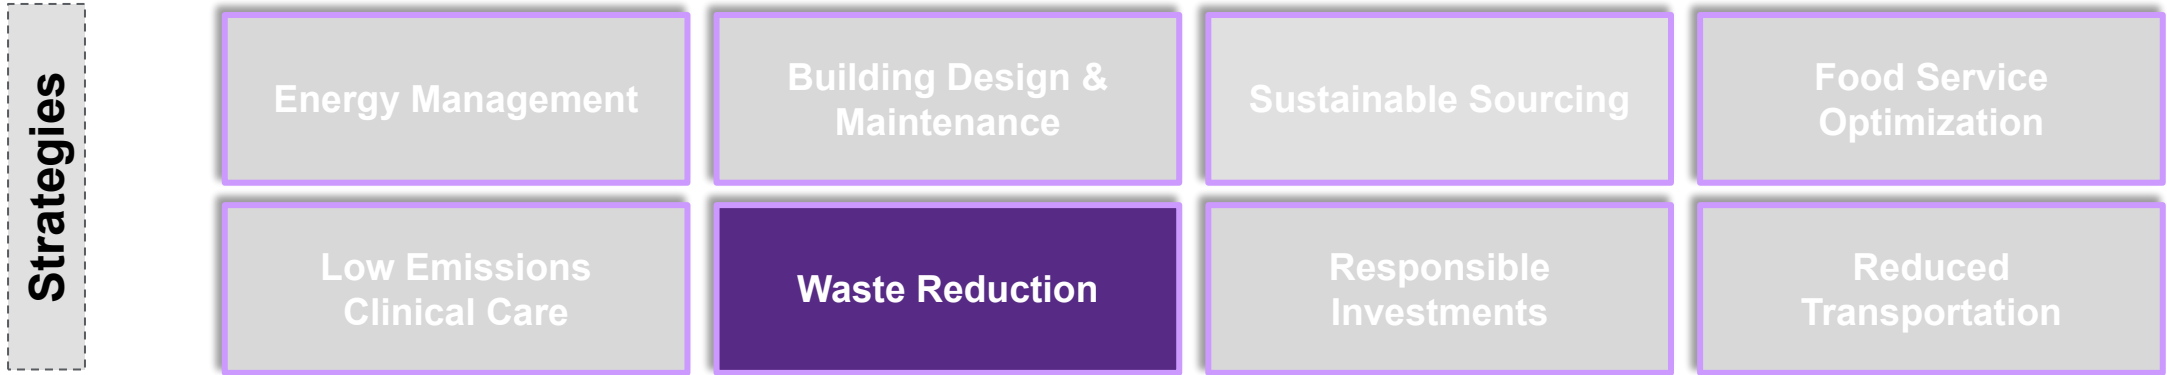 Strategies
Energy Management
Building Design &
Maintenance
Sustainable Sourcing
Food Service
Optimization
Low Emissions
Clinical Care
Waste Reduction
Responsible
Investments
Reduced
Transportation